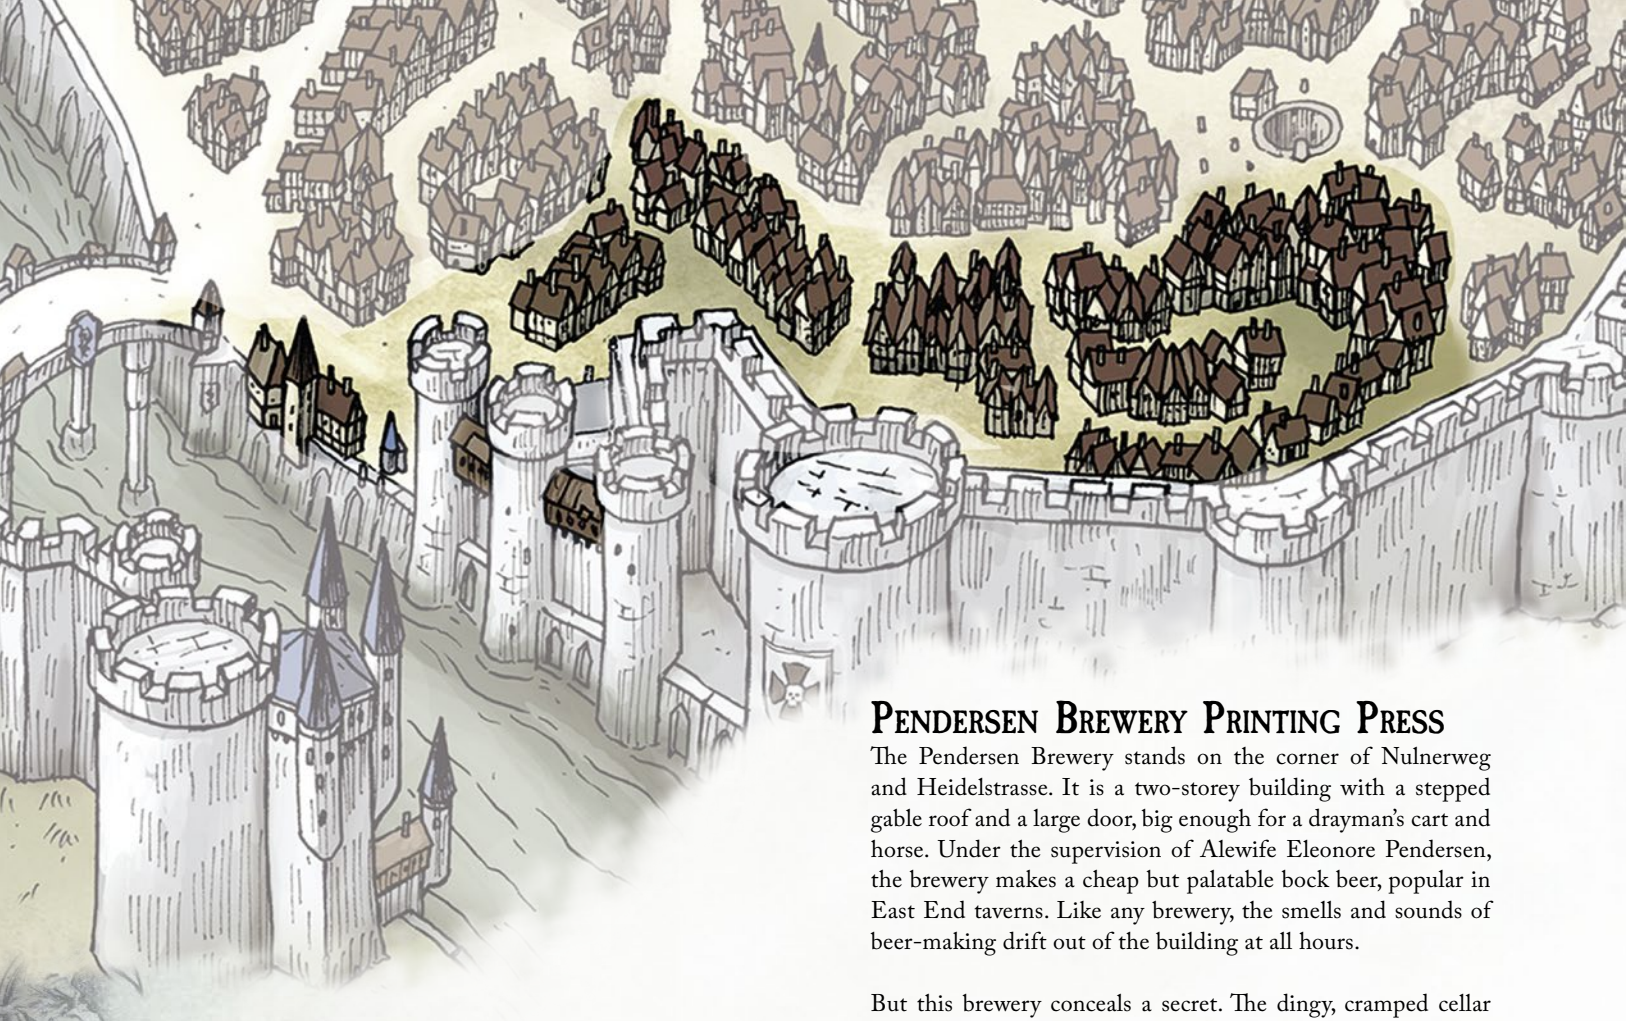 Pendersen Brewery Printing Press
The Pendersen Brewery stands on the corner of Nulnerweg
and Heidelstrasse. It is a two-storey building with a stepped
gable roof and a large door, big enough for a drayman’s cart and
horse. Under the supervision of Alewife Eleonore Pendersen,
the brewery makes a cheap but palatable bock beer, popular in
East End taverns. Like any brewery, the smells and sounds of
beer-making drift out of the building at all hours.
But this brewery conceals a secret. The dingy, cramped cellar